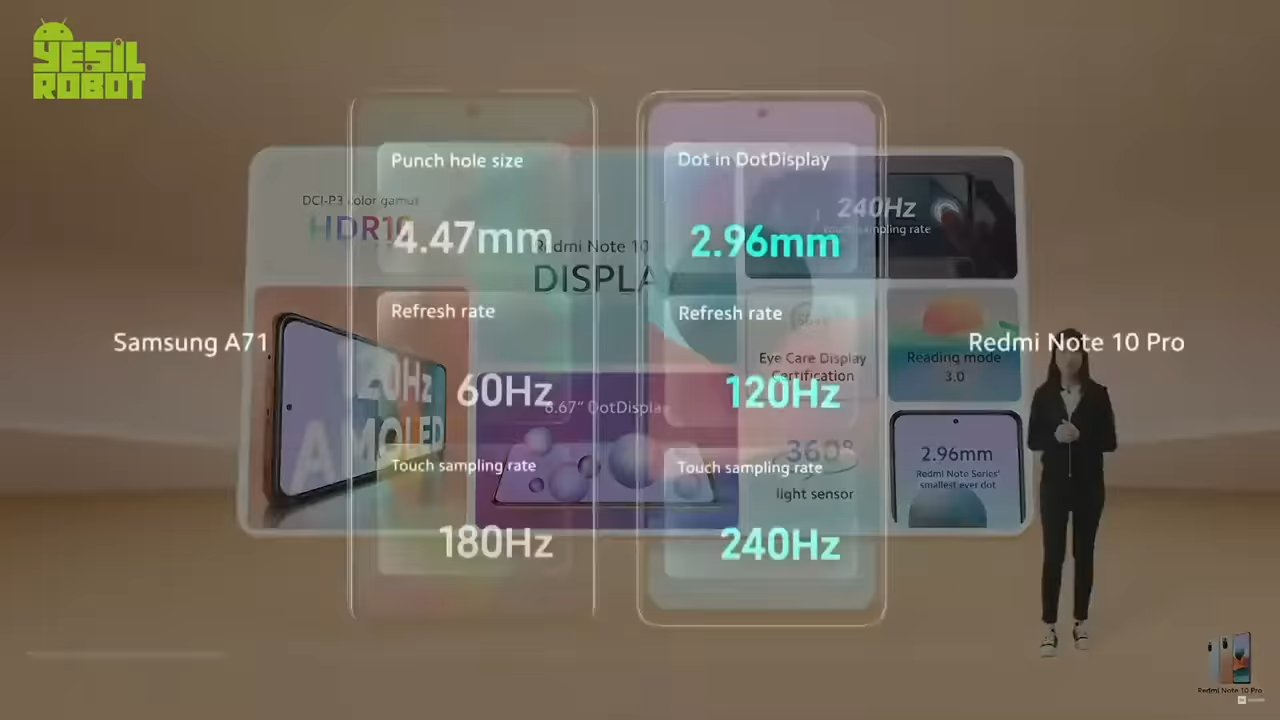 YEŞİL
ROBOT
Punch hole size
4.47mm
Refresh rate
60Hz
Touch sampling rate
180Hz
Samsung A71
Dot in DotDisplay
2.96mm
Refresh rate
120Hz
Touch sampling rate
240Hz
Redmi Note 10 Pro
DCI-P3 color gamut
HDR10
Redmi Note 10
DISPLA
240Hz
touch sampling rate
120Hz
AMOLED
6.67" DotDisplay
Eye Care Display
Certification
Reading mode
3.0
360°
light sensor
2.96mm
Redmi Note Series'
smallest ever dot
Redmi Note 10 Pro